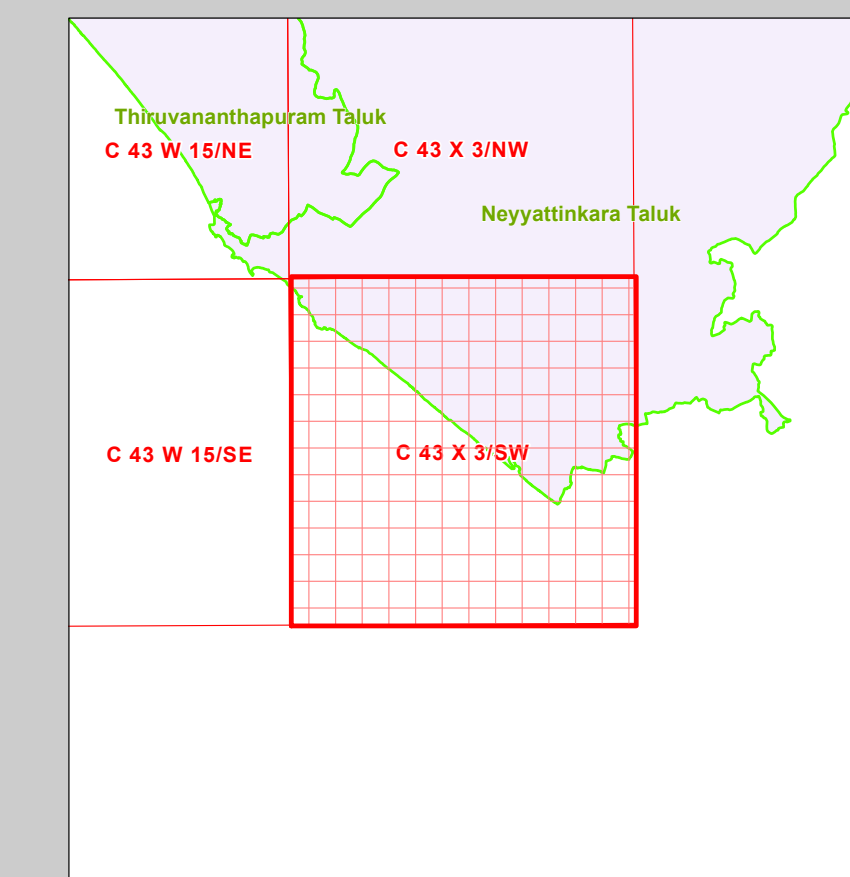 Thiruvananthapuram Taluk
C 43 W 15/NE
C 43 X 3/NW
Neyyattinkara Taluk
C 43 W 15/SE
C 43 X 3/SW